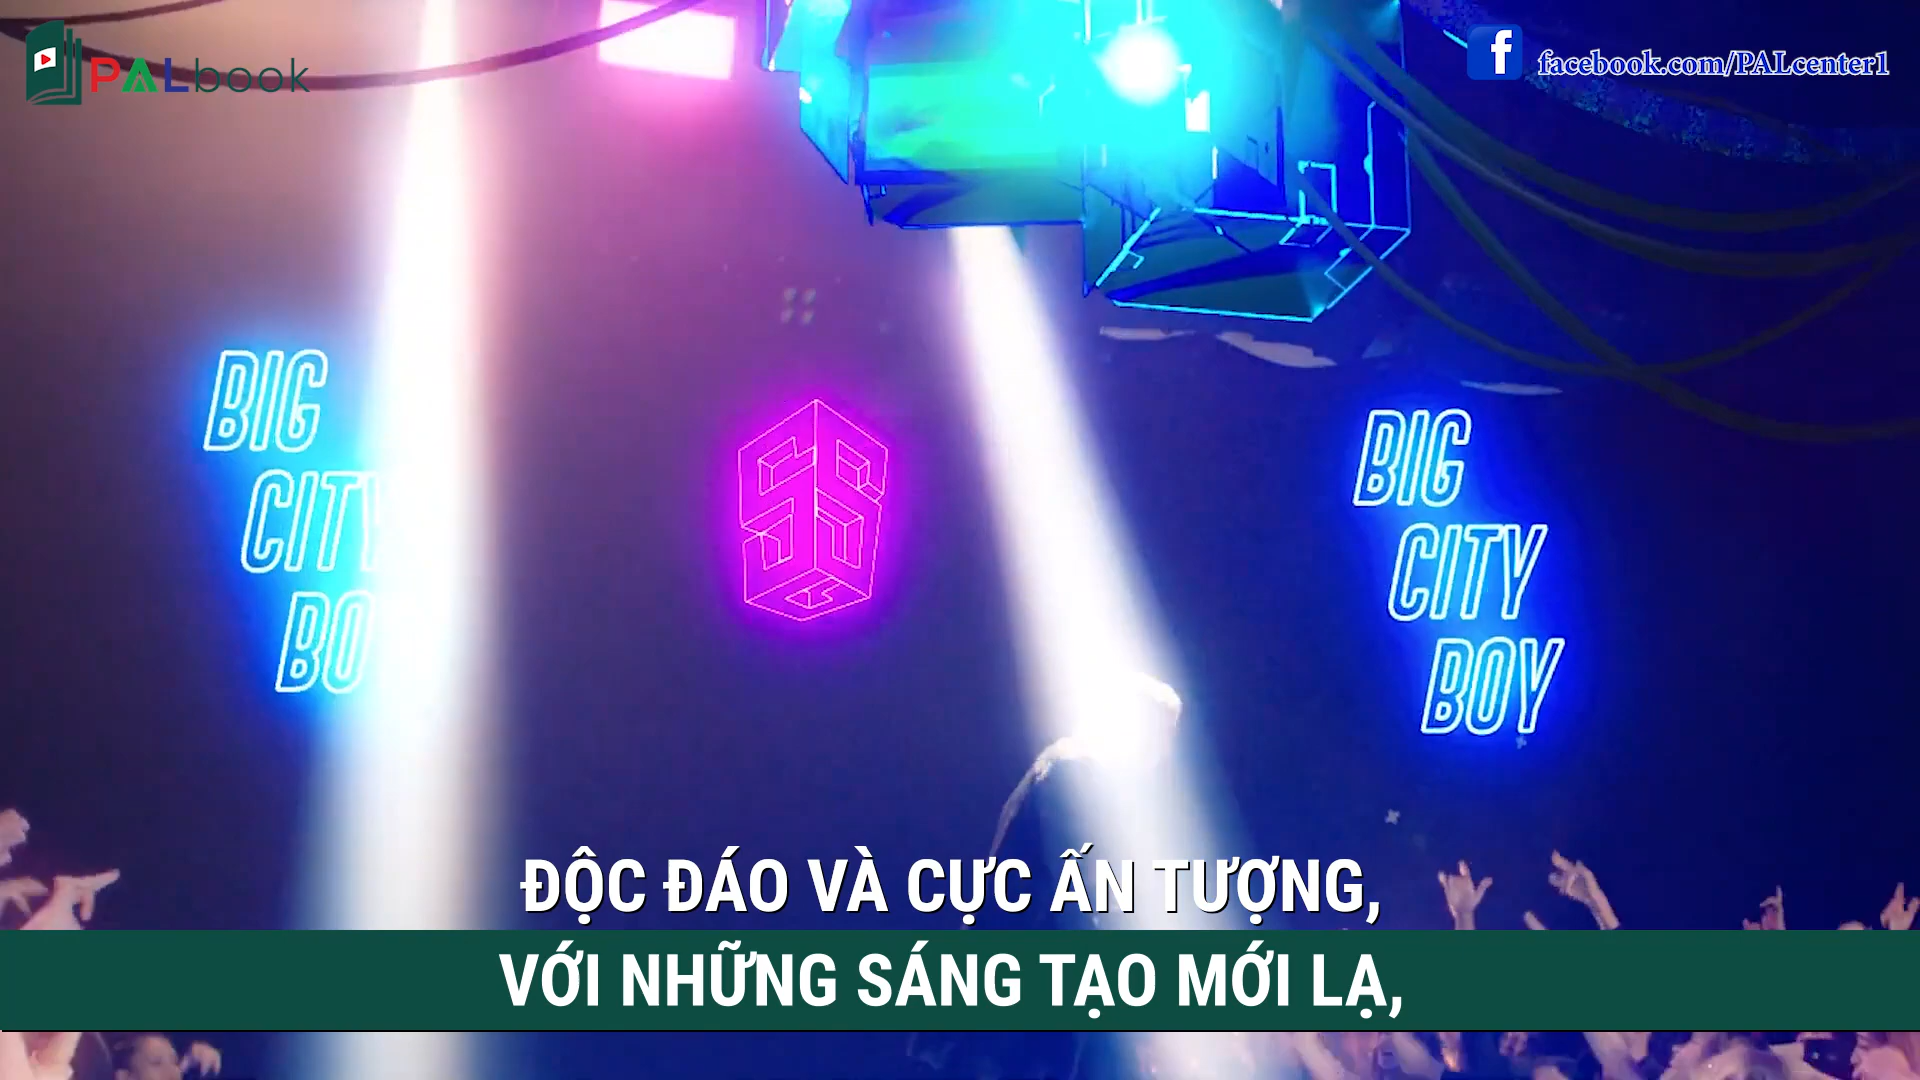 PALbook
facebook.com/PALcenter1
BIG
CITY
BOY
BIG
CITY
BOY
ĐỘC ĐÁO VÀ CỰC ẤN TƯỢNG,
VỚI NHỮNG SÁNG TẠO MỚI LẠ,